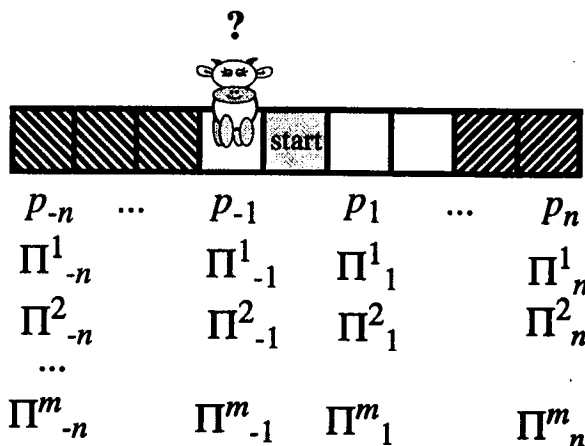 ?
start
p₋ₙ ... p₋₁ p₁ ... pₙ
Π¹₋ₙ Π¹₋₁ Π¹₁ Π¹ₙ
Π²₋ₙ Π²₋₁ Π²₁ Π²ₙ
...
Πᵐ₋ₙ Πᵐ₋₁ Πᵐ₁ Πᵐₙ